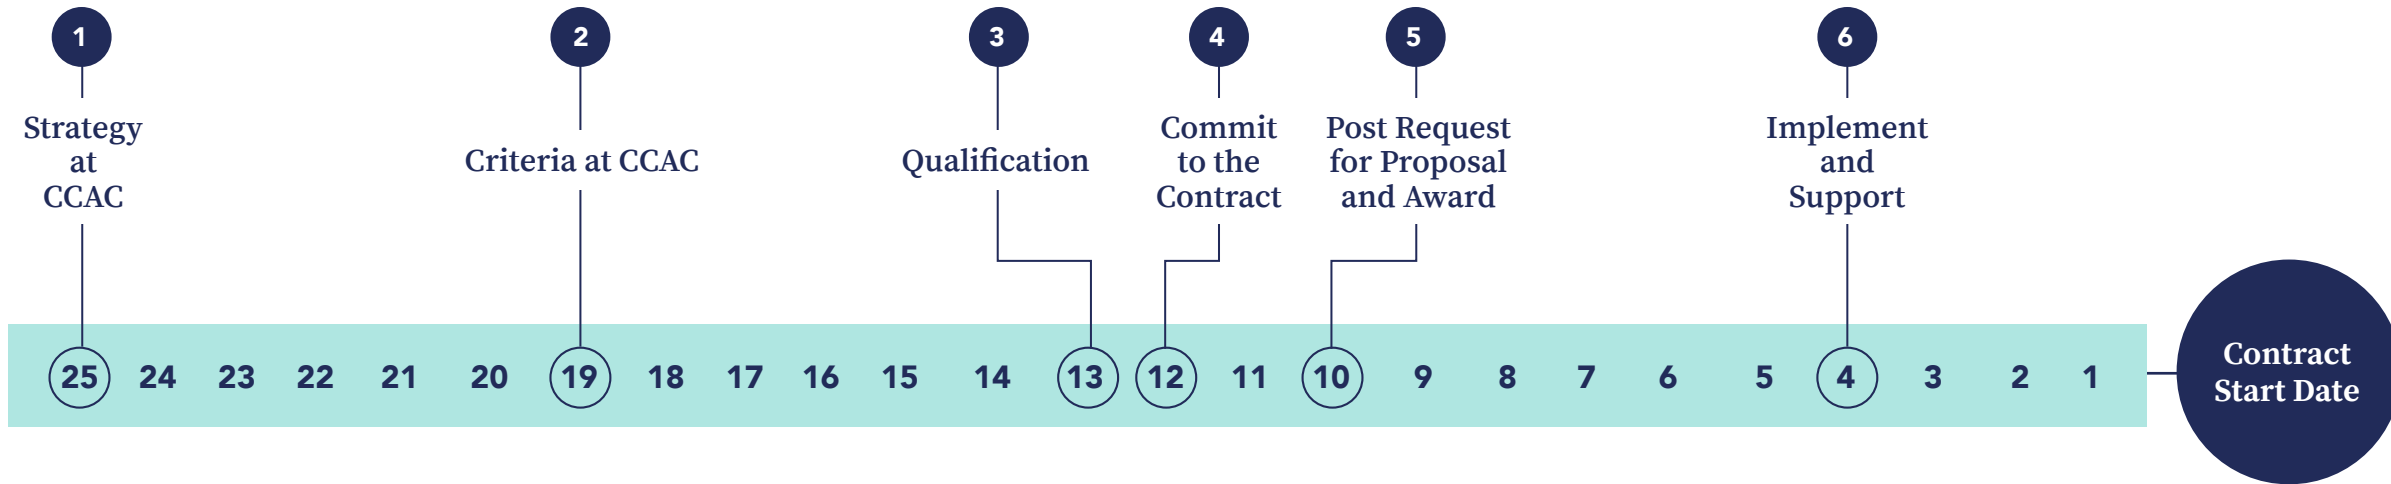 1
2
3
4
5
6
Strategy
at
CCAC
Criteria at CCAC
Qualification
Commit
to the
Contract
Post Request
for Proposal
and Award
Implement
and
Support
25 24 23 22 21 20 19 18 17 16 15 14 13 12 11 10 9 8 7 6 5 4 3 2 1
Contract
Start Date